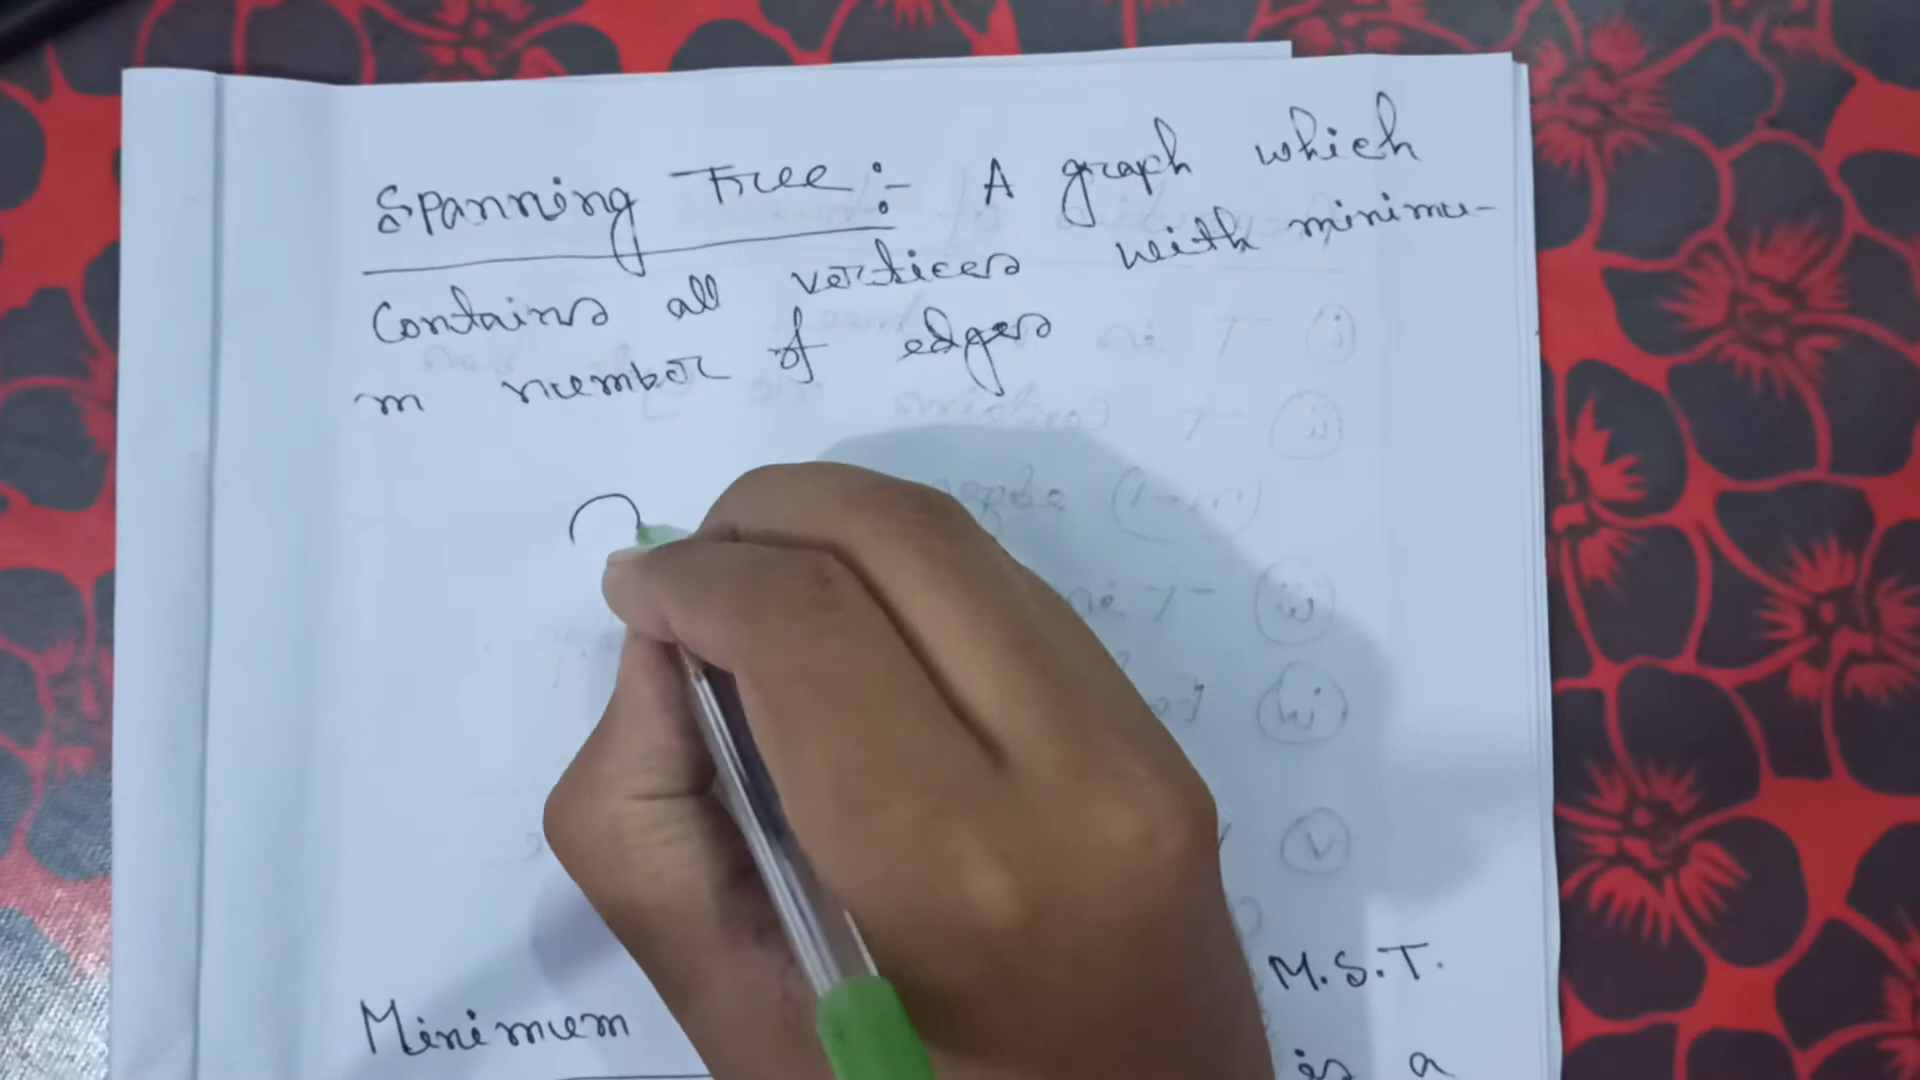 Spanning Tree :- A graph which
Contains all vertices with minimu-
m number of edges
Minimum M.S.T.
is a